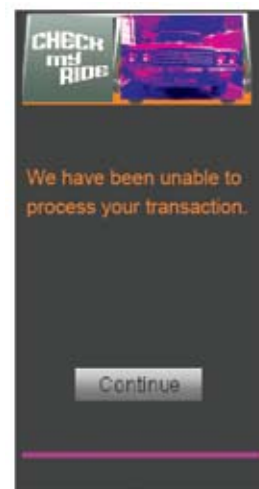 CHECK
my
RIDE
We have been unable to
process your transaction.
Continue